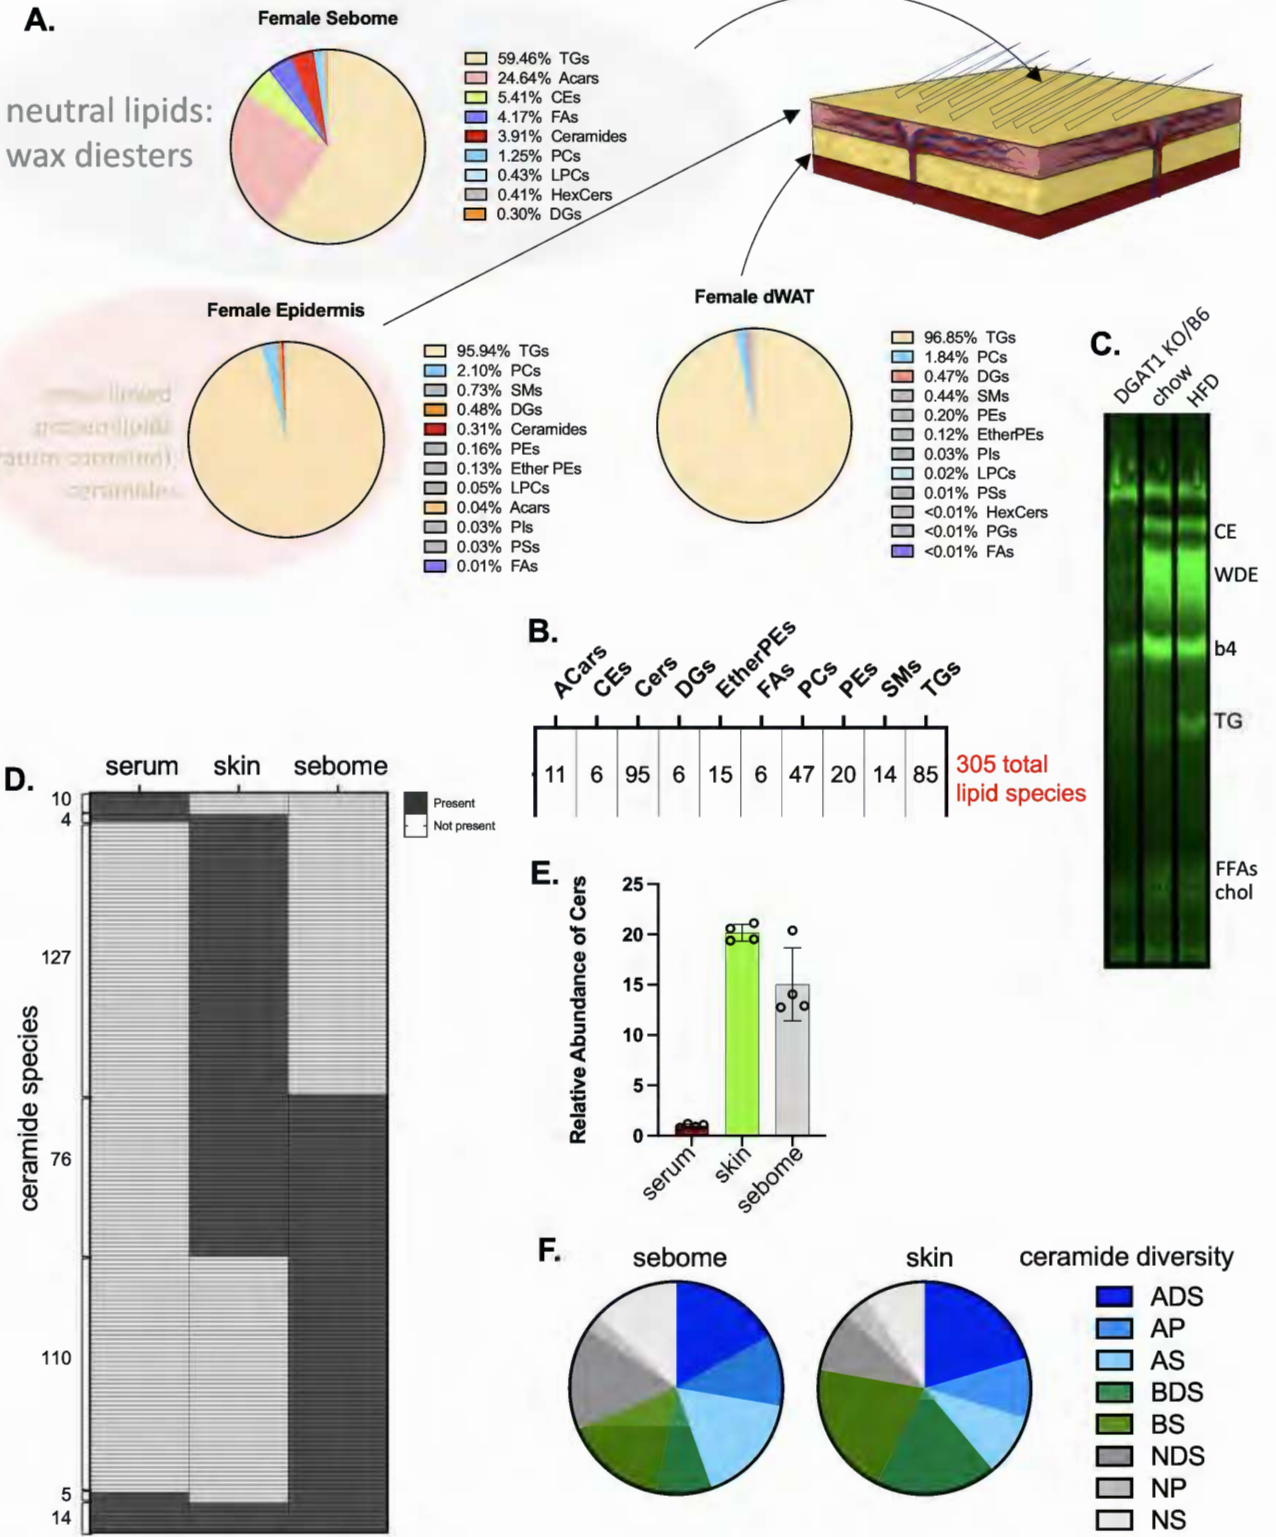 A.
Female Sebome
neutral lipids:
wax diesters
59.46% TGs
24.64% Acars
5.41% CEs
4.17% FAs
3.91% Ceramides
1.25% PCs
0.43% LPCs
0.41% HexCers
0.30% DGs
Female Epidermis
95.94% TGs
2.10% PCs
0.73% SMs
0.48% DGs
0.31% Ceramides
0.16% PEs
0.13% Ether PEs
0.05% LPCs
0.04% Acars
0.03% PIs
0.03% PSs
0.01% FAs
Female dWAT
96.85% TGs
1.84% PCs
0.47% DGs
0.44% SMs
0.20% PEs
0.12% EtherPEs
0.03% PIs
0.02% LPCs
0.01% PSs
<0.01% HexCers
<0.01% PGs
<0.01% FAs
B.
ACars CEs Cers DGs EtherPEs FAs PCs PEs SMs TGs
11 6 95 6 15 6 47 20 14 85
305 total
lipid species
C.
DGAT1 KO/B6
chow
HFD
CE
WDE
b4
TG
FFAs
chol
D.
serum skin sebome
Present
Not present
ceramide species
10
4
127
76
110
5
14
E.
Relative Abundance of Cers
25
20
15
10
5
0
serum
skin
sebome
F.
sebome skin ceramide diversity
ADS
AP
AS
BDS
BS
NDS
NP
NS